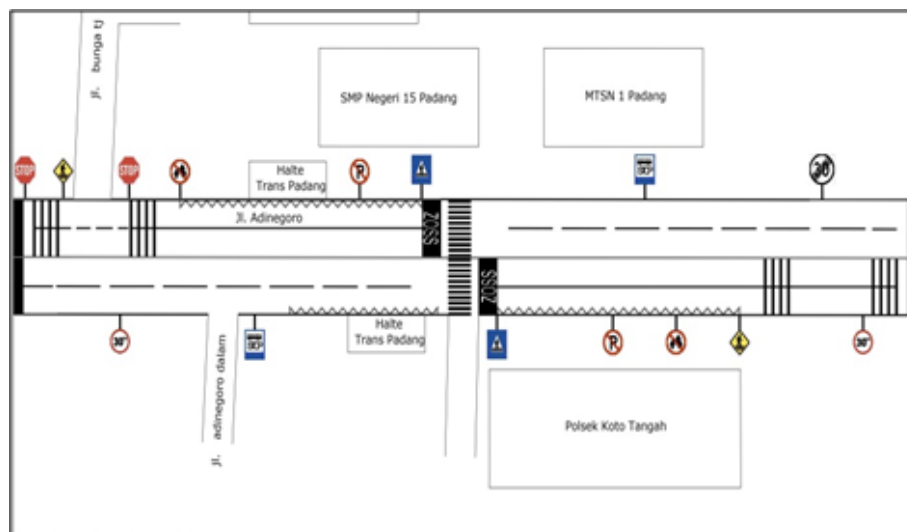 jl. bunga tj
SMP Negeri 15 Padang
MTSN 1 Padang
STOP
STOP
Halte
Trans Padang
P
30
Jl. Adinegoro
ZOSS
ZOSS
30
Halte
Trans Padang
P
30
jl. adinegoro dalam
Polsek Koto Tangah